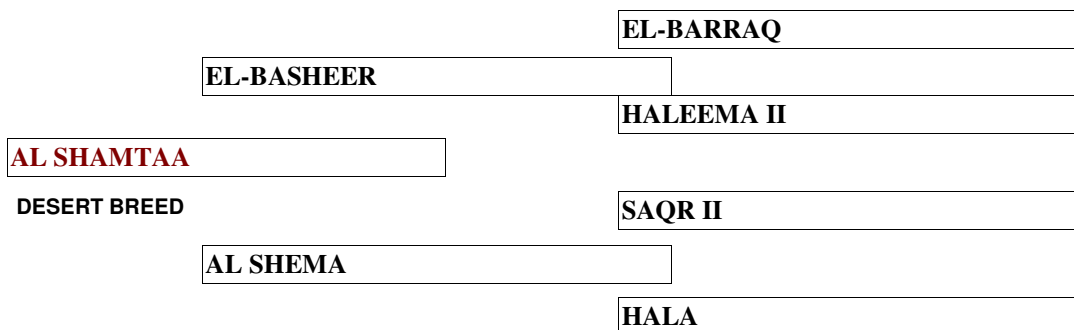 EL-BARRAQ
EL-BASHEER
HALEEMA II
AL SHAMTAA
DESERT BREED
SAQR II
AL SHEMA
HALA